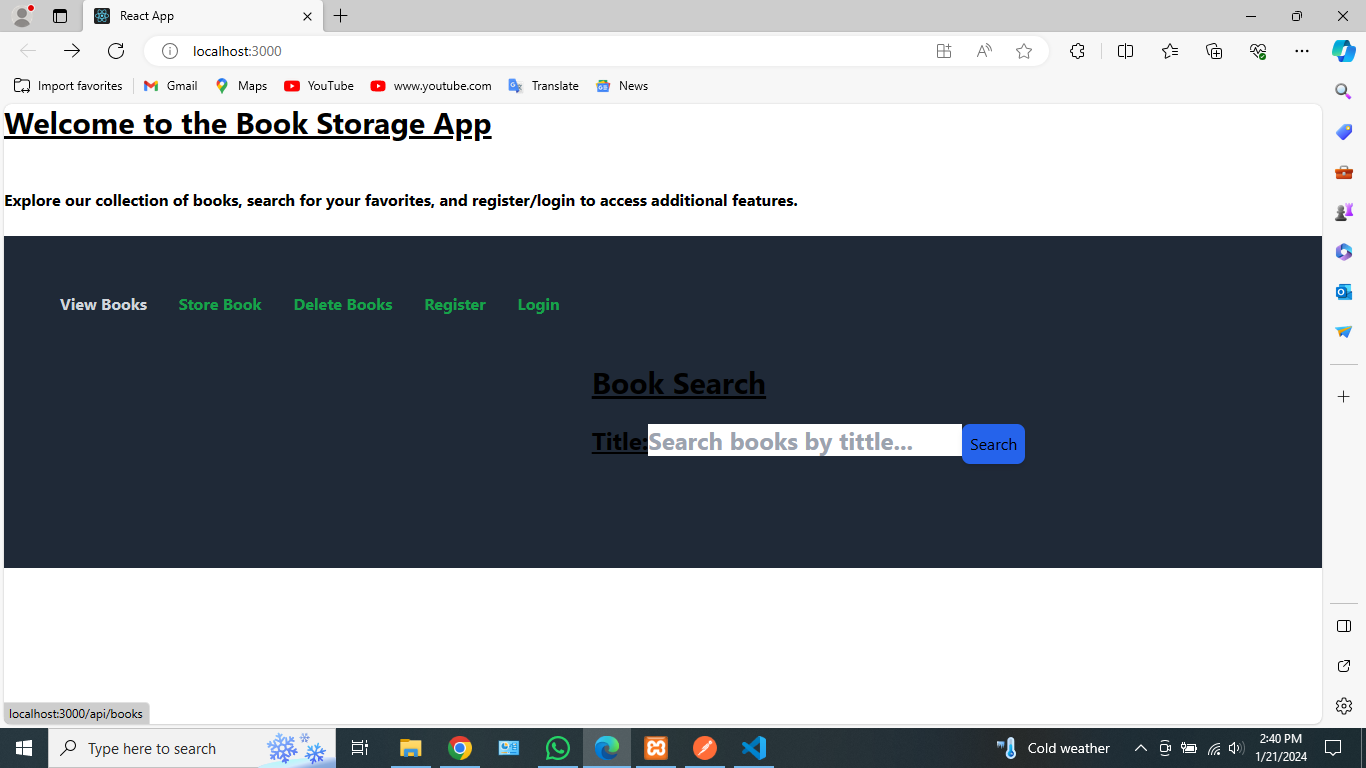 React App
localhost:3000
Import favorites
Gmail
Maps
YouTube
www.youtube.com
Translate
News
Welcome to the Book Storage App
Explore our collection of books, search for your favorites, and register/login to access additional features.
View Books
Store Book
Delete Books
Register
Login
Book Search
Title:Search books by tittle...
Search
localhost:3000/api/books
Type here to search
Cold weather
2:40 PM
1/21/2024